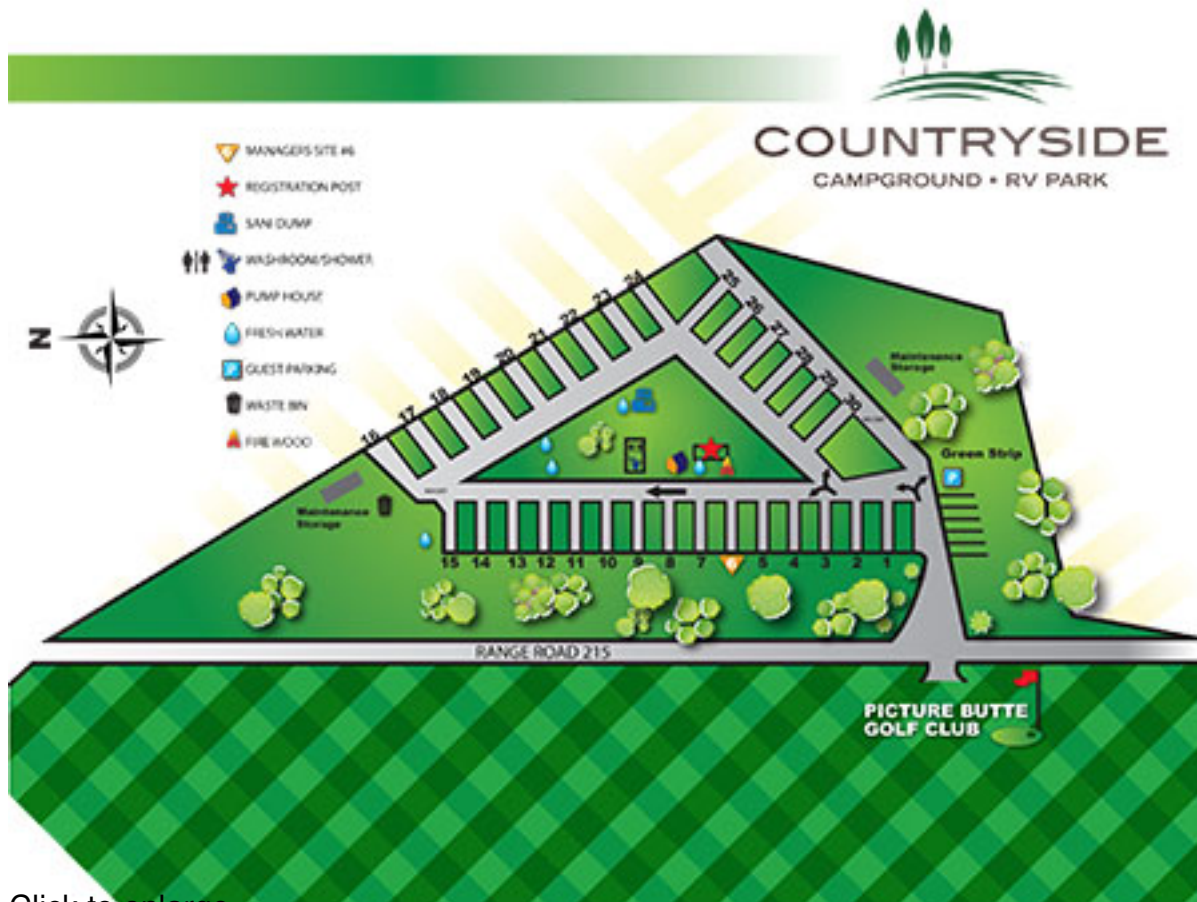 COUNTRYSIDE
CAMPGROUND • RV PARK
MANAGERS SITE #6
REGISTRATION POST
SANI DUMP
WASHROOM/SHOWER
PUMP HOUSE
FRESH WATER
GUEST PARKING
WASTE BIN
FIRE WOOD
N
16
17
18
19
20
21
22
23
24
25
26
27
28
29
30
Maintenance
Storage
Green Strip
P
Maintenance
Storage
15 14 13 12 11 10 9 8 7 6 5 4 3 2 1
RANGE ROAD 215
PICTURE BUTTE
GOLF CLUB
Click to enlarge